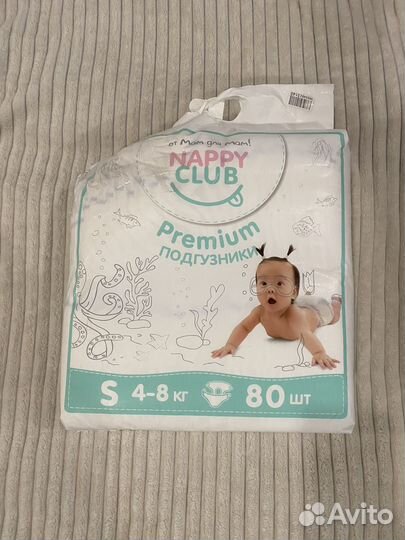 от Мам для мам!
NAPPY
CLUB
Premium
ПОДГУЗНИКИ
S 4-8 кг 80 шт
Avito